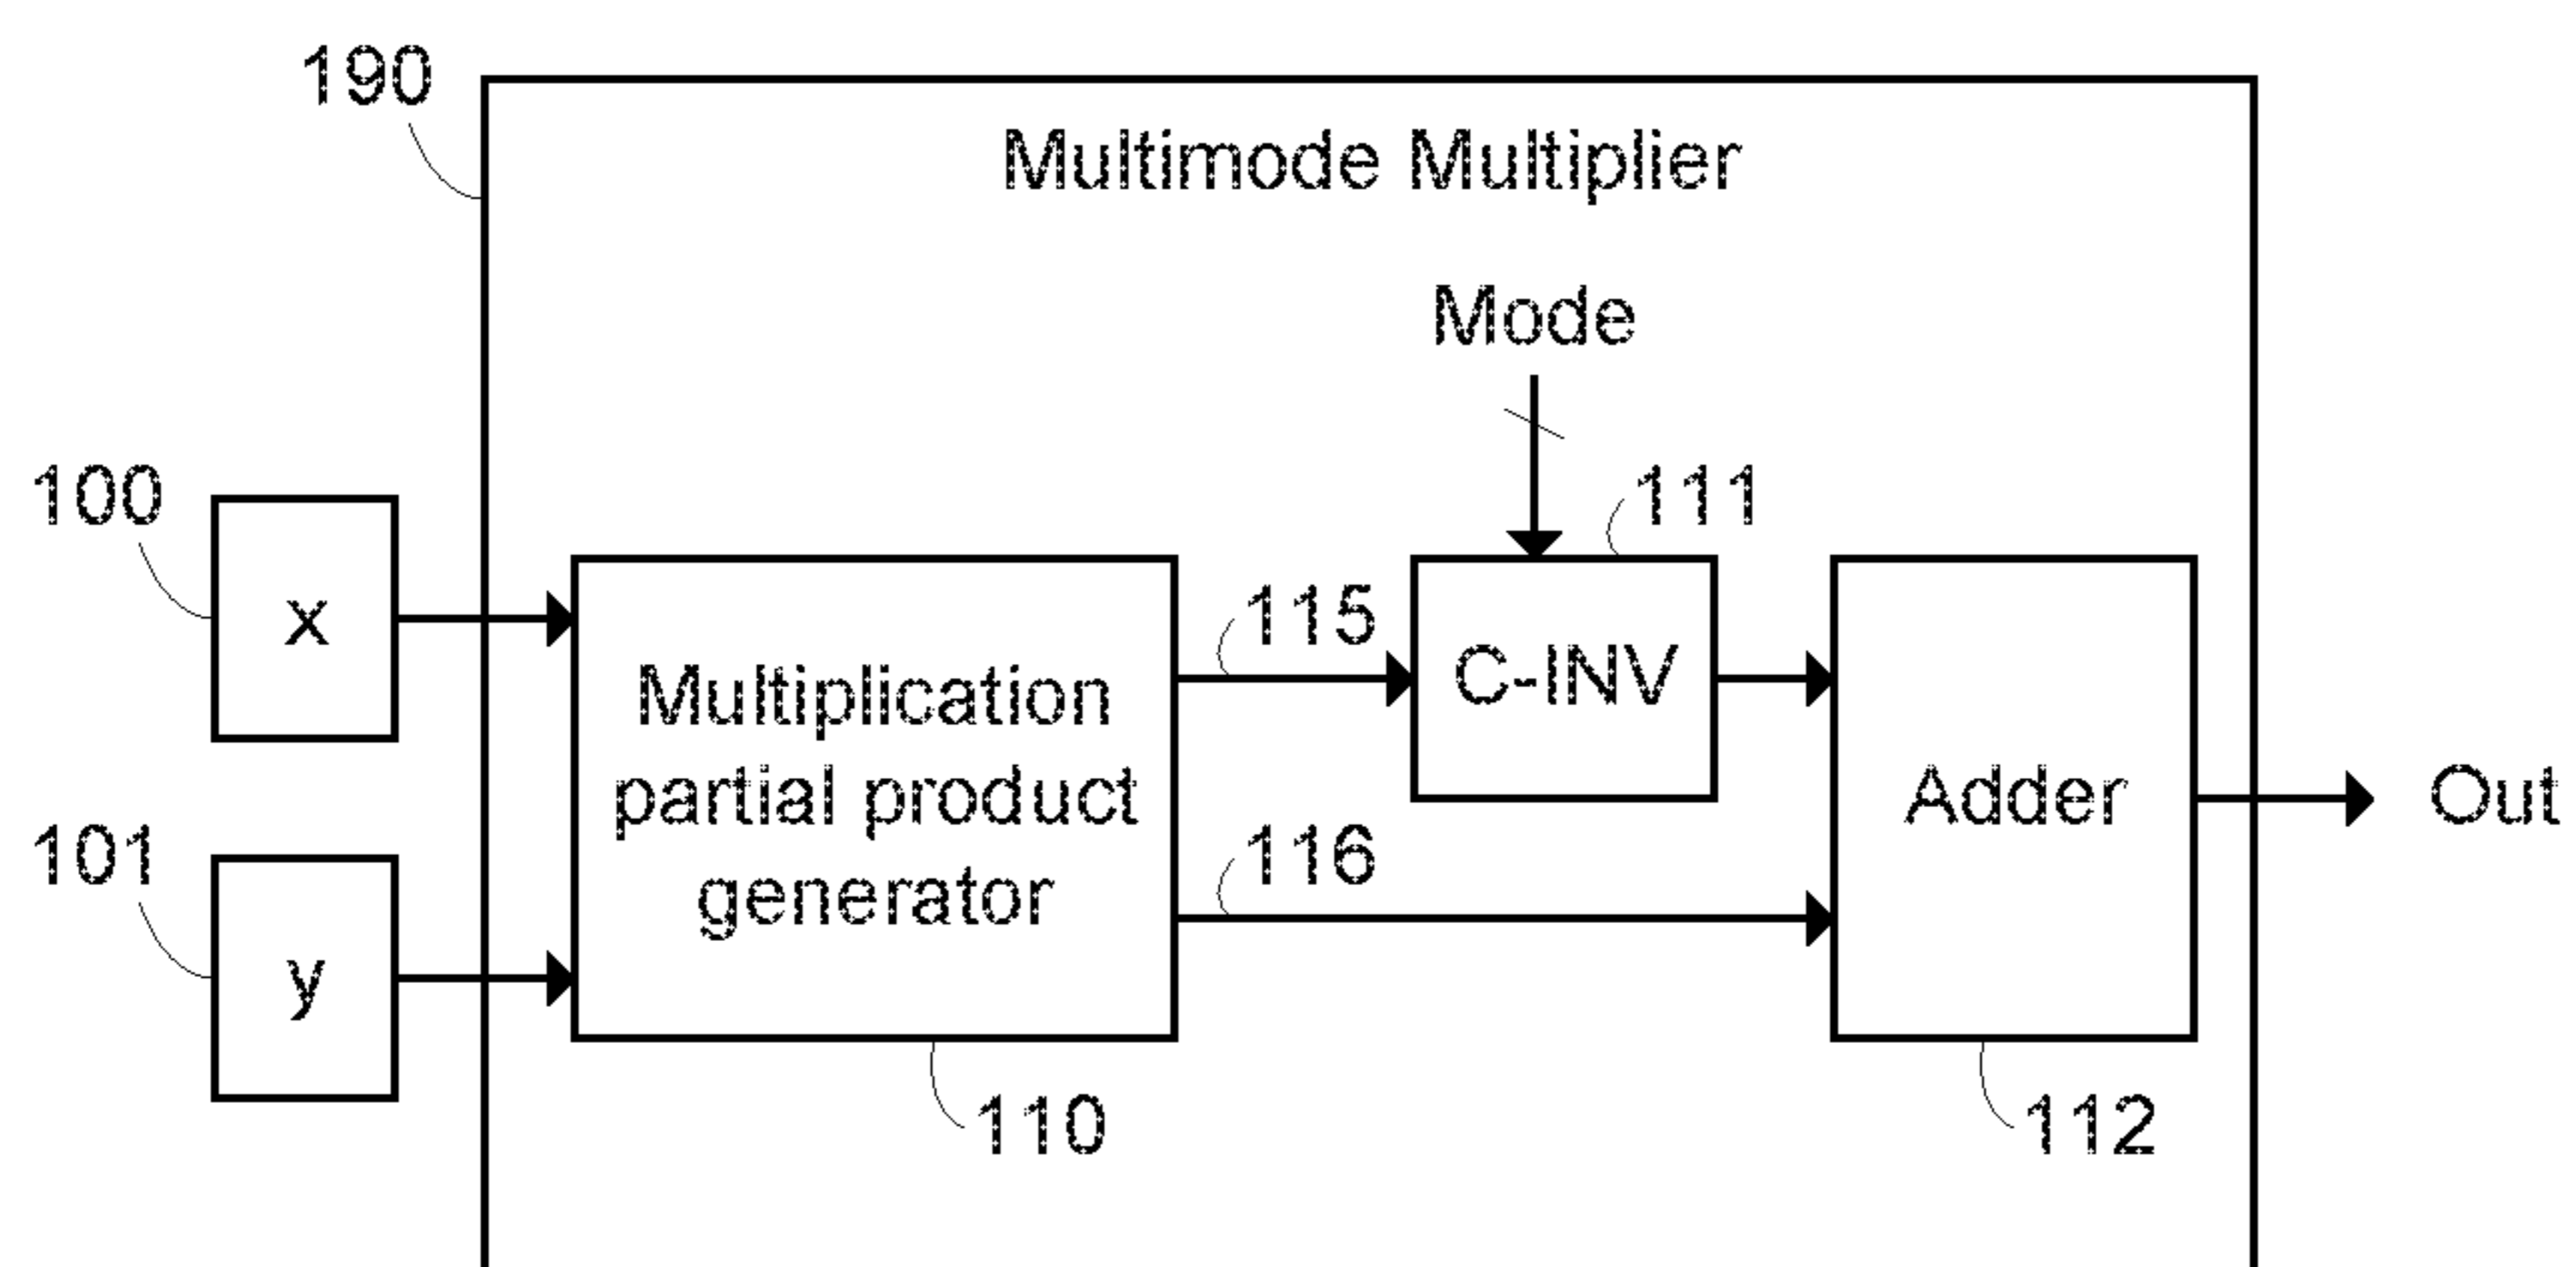 190
Multimode Multiplier
Mode
100
111
x
115
C-INV
Multiplication
partial product
generator
Adder
Out
101
116
y
110
112